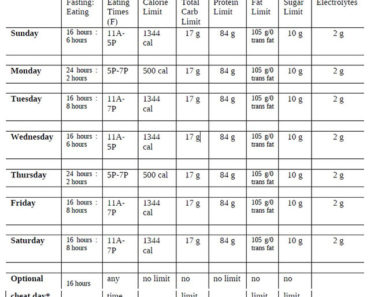 Fasting: Eating Calorie Total Protein Fat Sugar Electrolytes
Eating Times Limit Carb Limit Limit Limit
(F) Limit
Sunday 16 hours : 11A- 1344 17 g 84 g 105 g/0 10 g 2 g
6 hours 5P cal trans fat
Monday 24 hours : 5P-7P 500 cal 17 g 84 g 105 g/0 10 g 2 g
2 hours trans fat
Tuesday 16 hours : 11A- 1344 17 g 84 g 105 g/0 10 g 2 g
8 hours 7P cal trans fat
Wednesday 16 hours : 11A- 1344 17 g 84 g 105 g/0 10 g 2 g
6 hours 5P cal trans fat
Thursday 24 hours : 5P-7P 500 cal 17 g 84 g 105 g/0 10 g 2 g
2 hours trans fat
Friday 16 hours : 11A- 1344 17 g 84 g 105 g/0 10 g 2 g
8 hours 7P cal trans fat
Saturday 16 hours : 11A- 1344 17 g 84 g 105 g/0 10 g 2 g
8 hours 7P cal trans fat
Optional 16 hours any no limit no no limit no no
cheat day* time limit limit limit